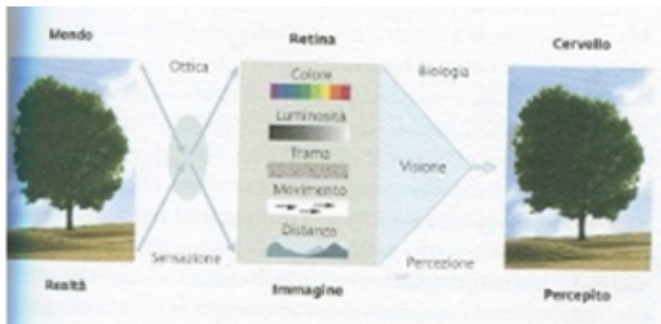 Mondo
Retina
Cervello
Ottica
Colore
Biologia
Luminosità
Trama
Visione
Movimento
Distanza
Sensazione
Percezione
Realtà
Immagine
Percepito